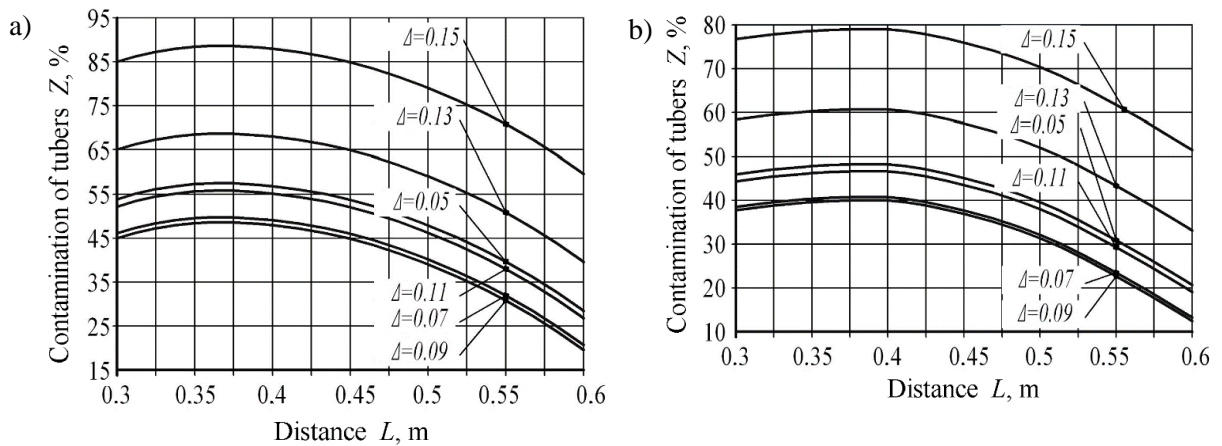 a)
Contamination of tubers Z, %
95
85
75
65
55
45
35
25
15
Δ=0.15
Δ=0.13
Δ=0.05
Δ=0.11
Δ=0.07
Δ=0.09
0.3 0.35 0.4 0.45 0.5 0.55 0.6
Distance L, m
b)
Contamination of tubers Z, %
80
70
60
50
40
30
20
10
Δ=0.15
Δ=0.13
Δ=0.05
Δ=0.11
Δ=0.07
Δ=0.09
0.3 0.35 0.4 0.45 0.5 0.55 0.6
Distance L, m